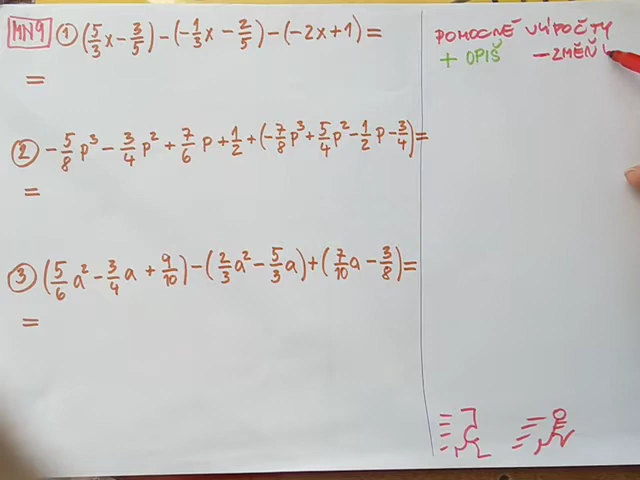 MN9
① (5/3x - 3/5) - (-1/3x - 2/5) - (-2x + 1) =
=
② -5/8p³ - 3/4p² + 7/6p + 1/2 + (-7/8p³ + 5/4p² - 1/2p - 3/4) =
=
③ (5/6a² - 3/4a + 9/10) - (2/3a² - 5/3a) + (7/10a - 3/8) =
=
POMOCNÉ VÝPOČTY
+ OPIŠ - ZMĚŇ